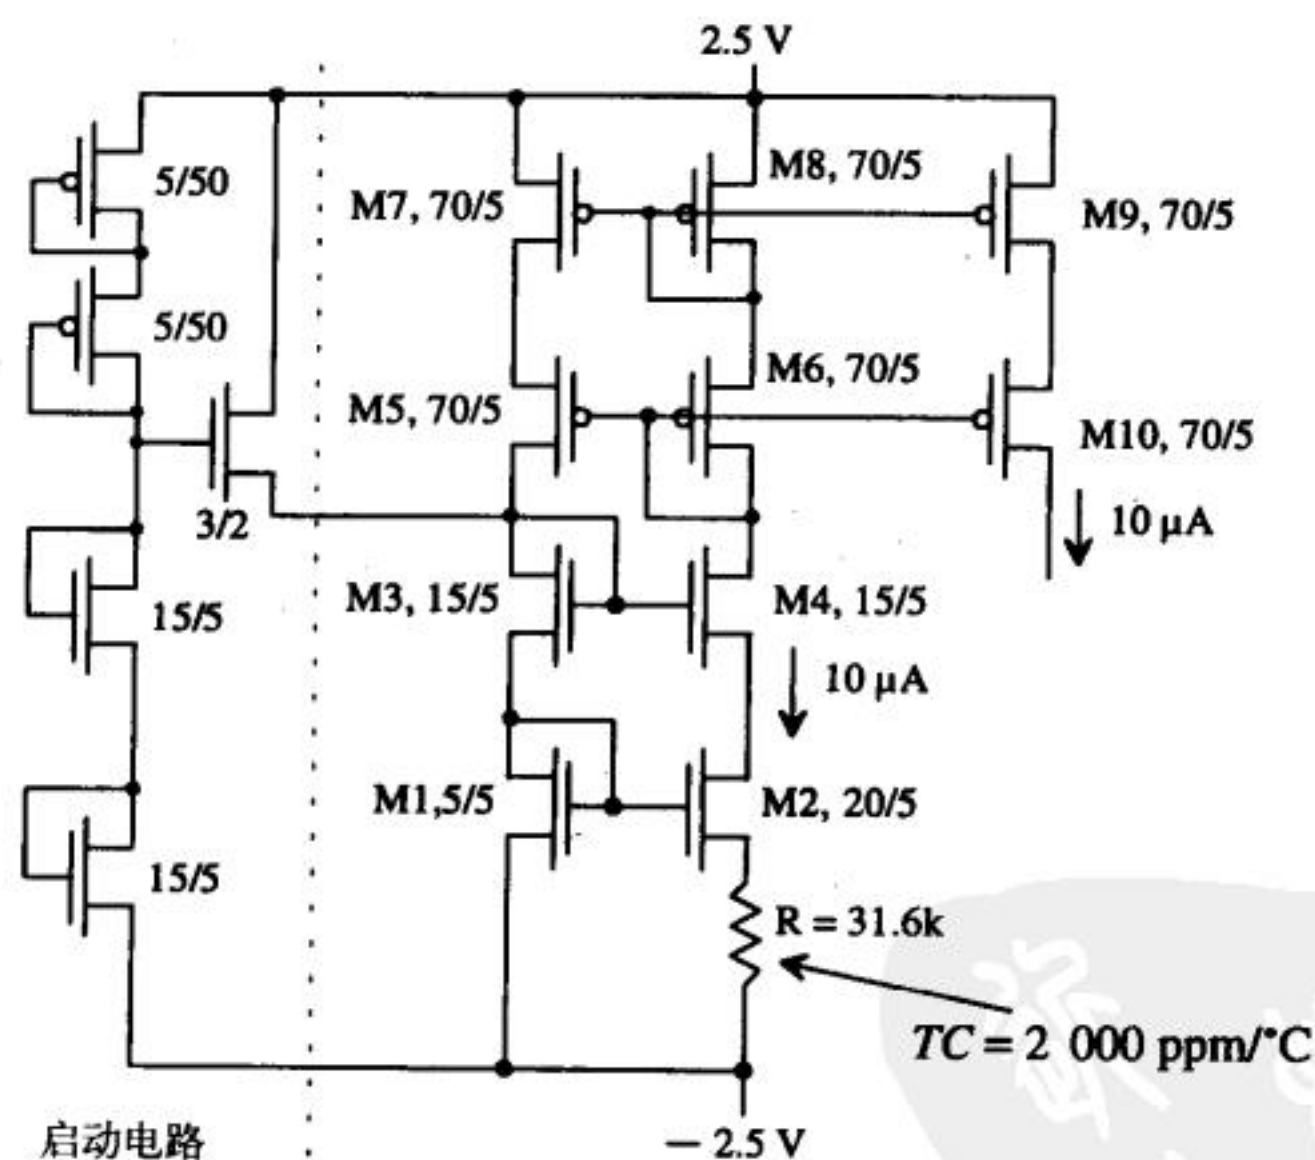 2.5 V
5/50
5/50
3/2
15/5
15/5
M7, 70/5
M8, 70/5
M9, 70/5
M5, 70/5
M6, 70/5
M10, 70/5
10 μA
M3, 15/5
M4, 15/5
10 μA
M1,5/5
M2, 20/5
R = 31.6k
TC = 2 000 ppm/°C
启动电路
— 2.5 V